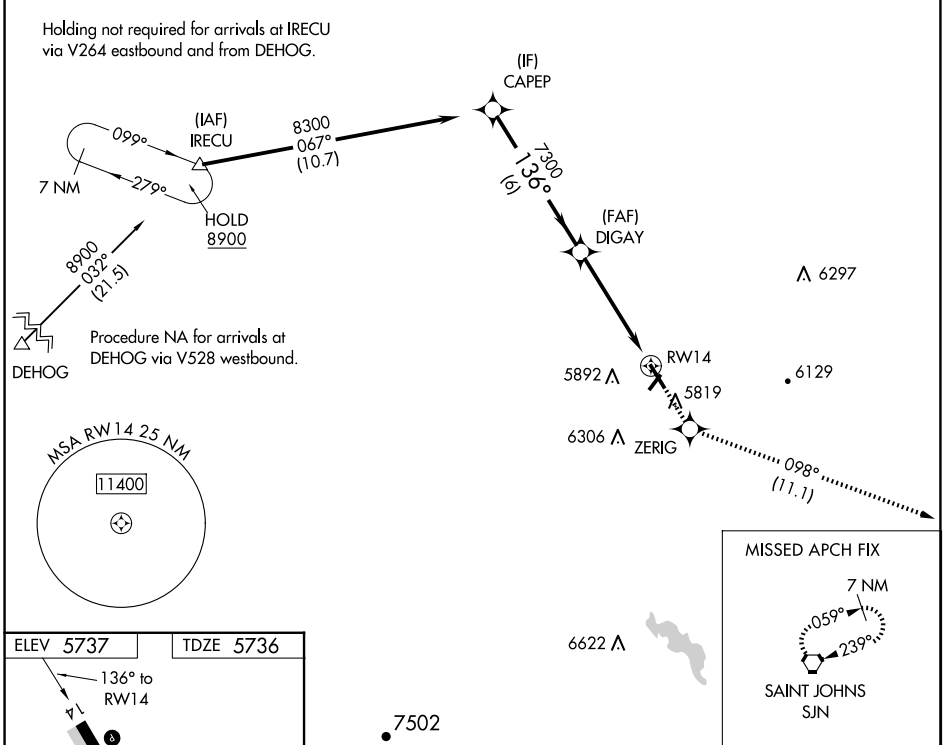 Holding not required for arrivals at IRECU
via V264 eastbound and from DEHOG.
(IF)
CAPEP
(IAF)
IRECU
8300
067°
(10.7)
099°
279°
7 NM
HOLD
8900
7300
136°
(6)
(FAF)
DIGAY
8900
032°
(21.5)
DEHOG
Procedure NA for arrivals at
DEHOG via V528 westbound.
6297
RW14
5892
6129
5819
6306
ZERIG
098°
(11.1)
MSA RW14 25 NM
11400
MISSED APCH FIX
7 NM
059°
239°
SAINT JOHNS
SJN
6622
ELEV 5737
TDZE 5736
136° to
RW14
14
P
7502